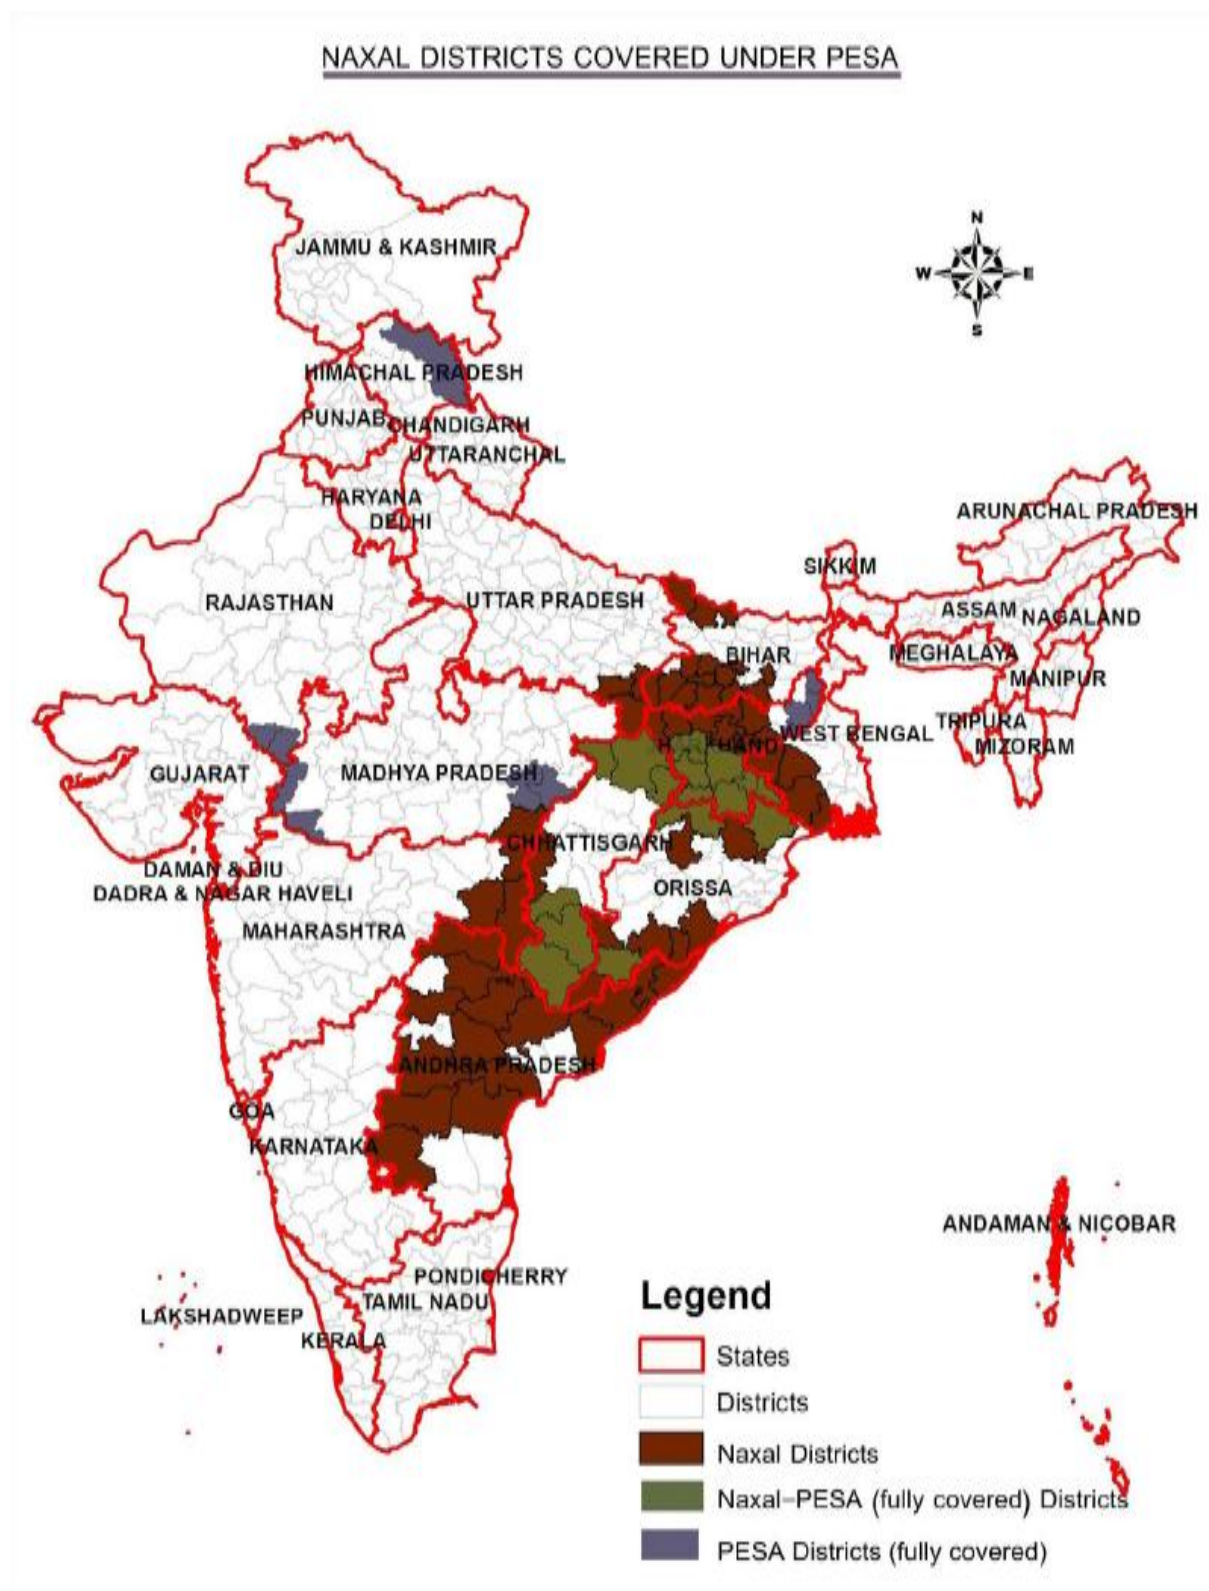 NAXAL DISTRICTS COVERED UNDER PESA
N
W E
S
JAMMU & KASHMIR
HIMACHAL PRADESH
PUNJAB
CHANDIGARH
UTTARANCHAL
HARYANA
DELHI
ARUNACHAL PRADESH
SIKKIM
RAJASTHAN
UTTAR PRADESH
ASSAM
NAGALAND
BIHAR
MEGHALAYA
MANIPUR
TRIPURA
WEST BENGAL
MIZORAM
GUJARAT
MADHYA PRADESH
CHHATTISGARH
DAMAN & DIU
DADRA & NAGAR HAVELI
ORISSA
MAHARASHTRA
ANDHRA PRADESH
GOA
KARNATAKA
ANDAMAN & NICOBAR
PONDICHERRY
TAMIL NADU
LAKSHADWEEP
KERALA
Legend
States
Districts
Naxal Districts
Naxal-PESA (fully covered) Districts
PESA Districts (fully covered)